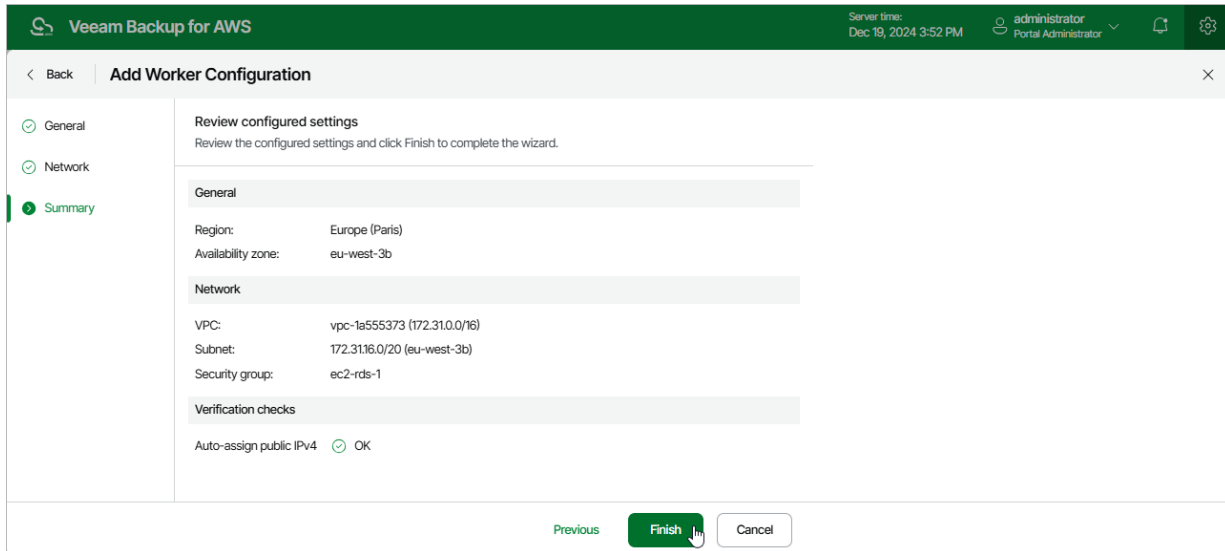 Veeam Backup for AWS
Server time:
Dec 19, 2024 3:52 PM
administrator
Portal Administrator
Back
Add Worker Configuration
General
Network
Summary
Review configured settings
Review the configured settings and click Finish to complete the wizard.
General
Region: Europe (Paris)
Availability zone: eu-west-3b
Network
VPC: vpc-1a555373 (172.31.0.0/16)
Subnet: 172.31.16.0/20 (eu-west-3b)
Security group: ec2-rds-1
Verification checks
Auto-assign public IPv4 OK
Previous Finish Cancel